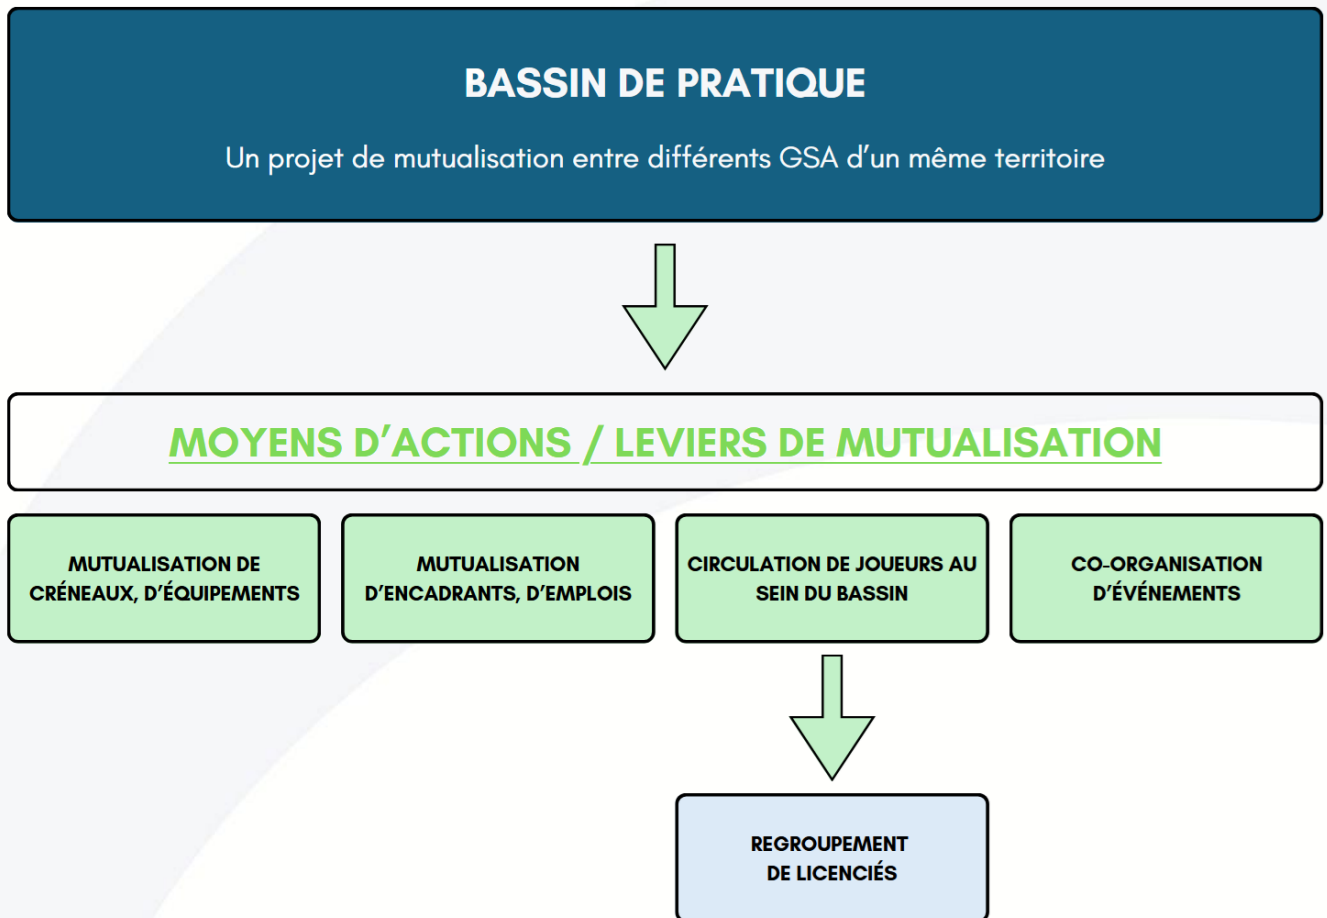 BASSIN DE PRATIQUE
Un projet de mutualisation entre différents GSA d’un même territoire
MOYENS D’ACTIONS / LEVIERS DE MUTUALISATION
MUTUALISATION DE
CRÉNEAUX, D’ÉQUIPEMENTS
MUTUALISATION
D’ENCADRANTS, D’EMPLOIS
CIRCULATION DE JOUEURS AU
SEIN DU BASSIN
CO-ORGANISATION
D’ÉVÉNEMENTS
REGROUPEMENT
DE LICENCIÉS